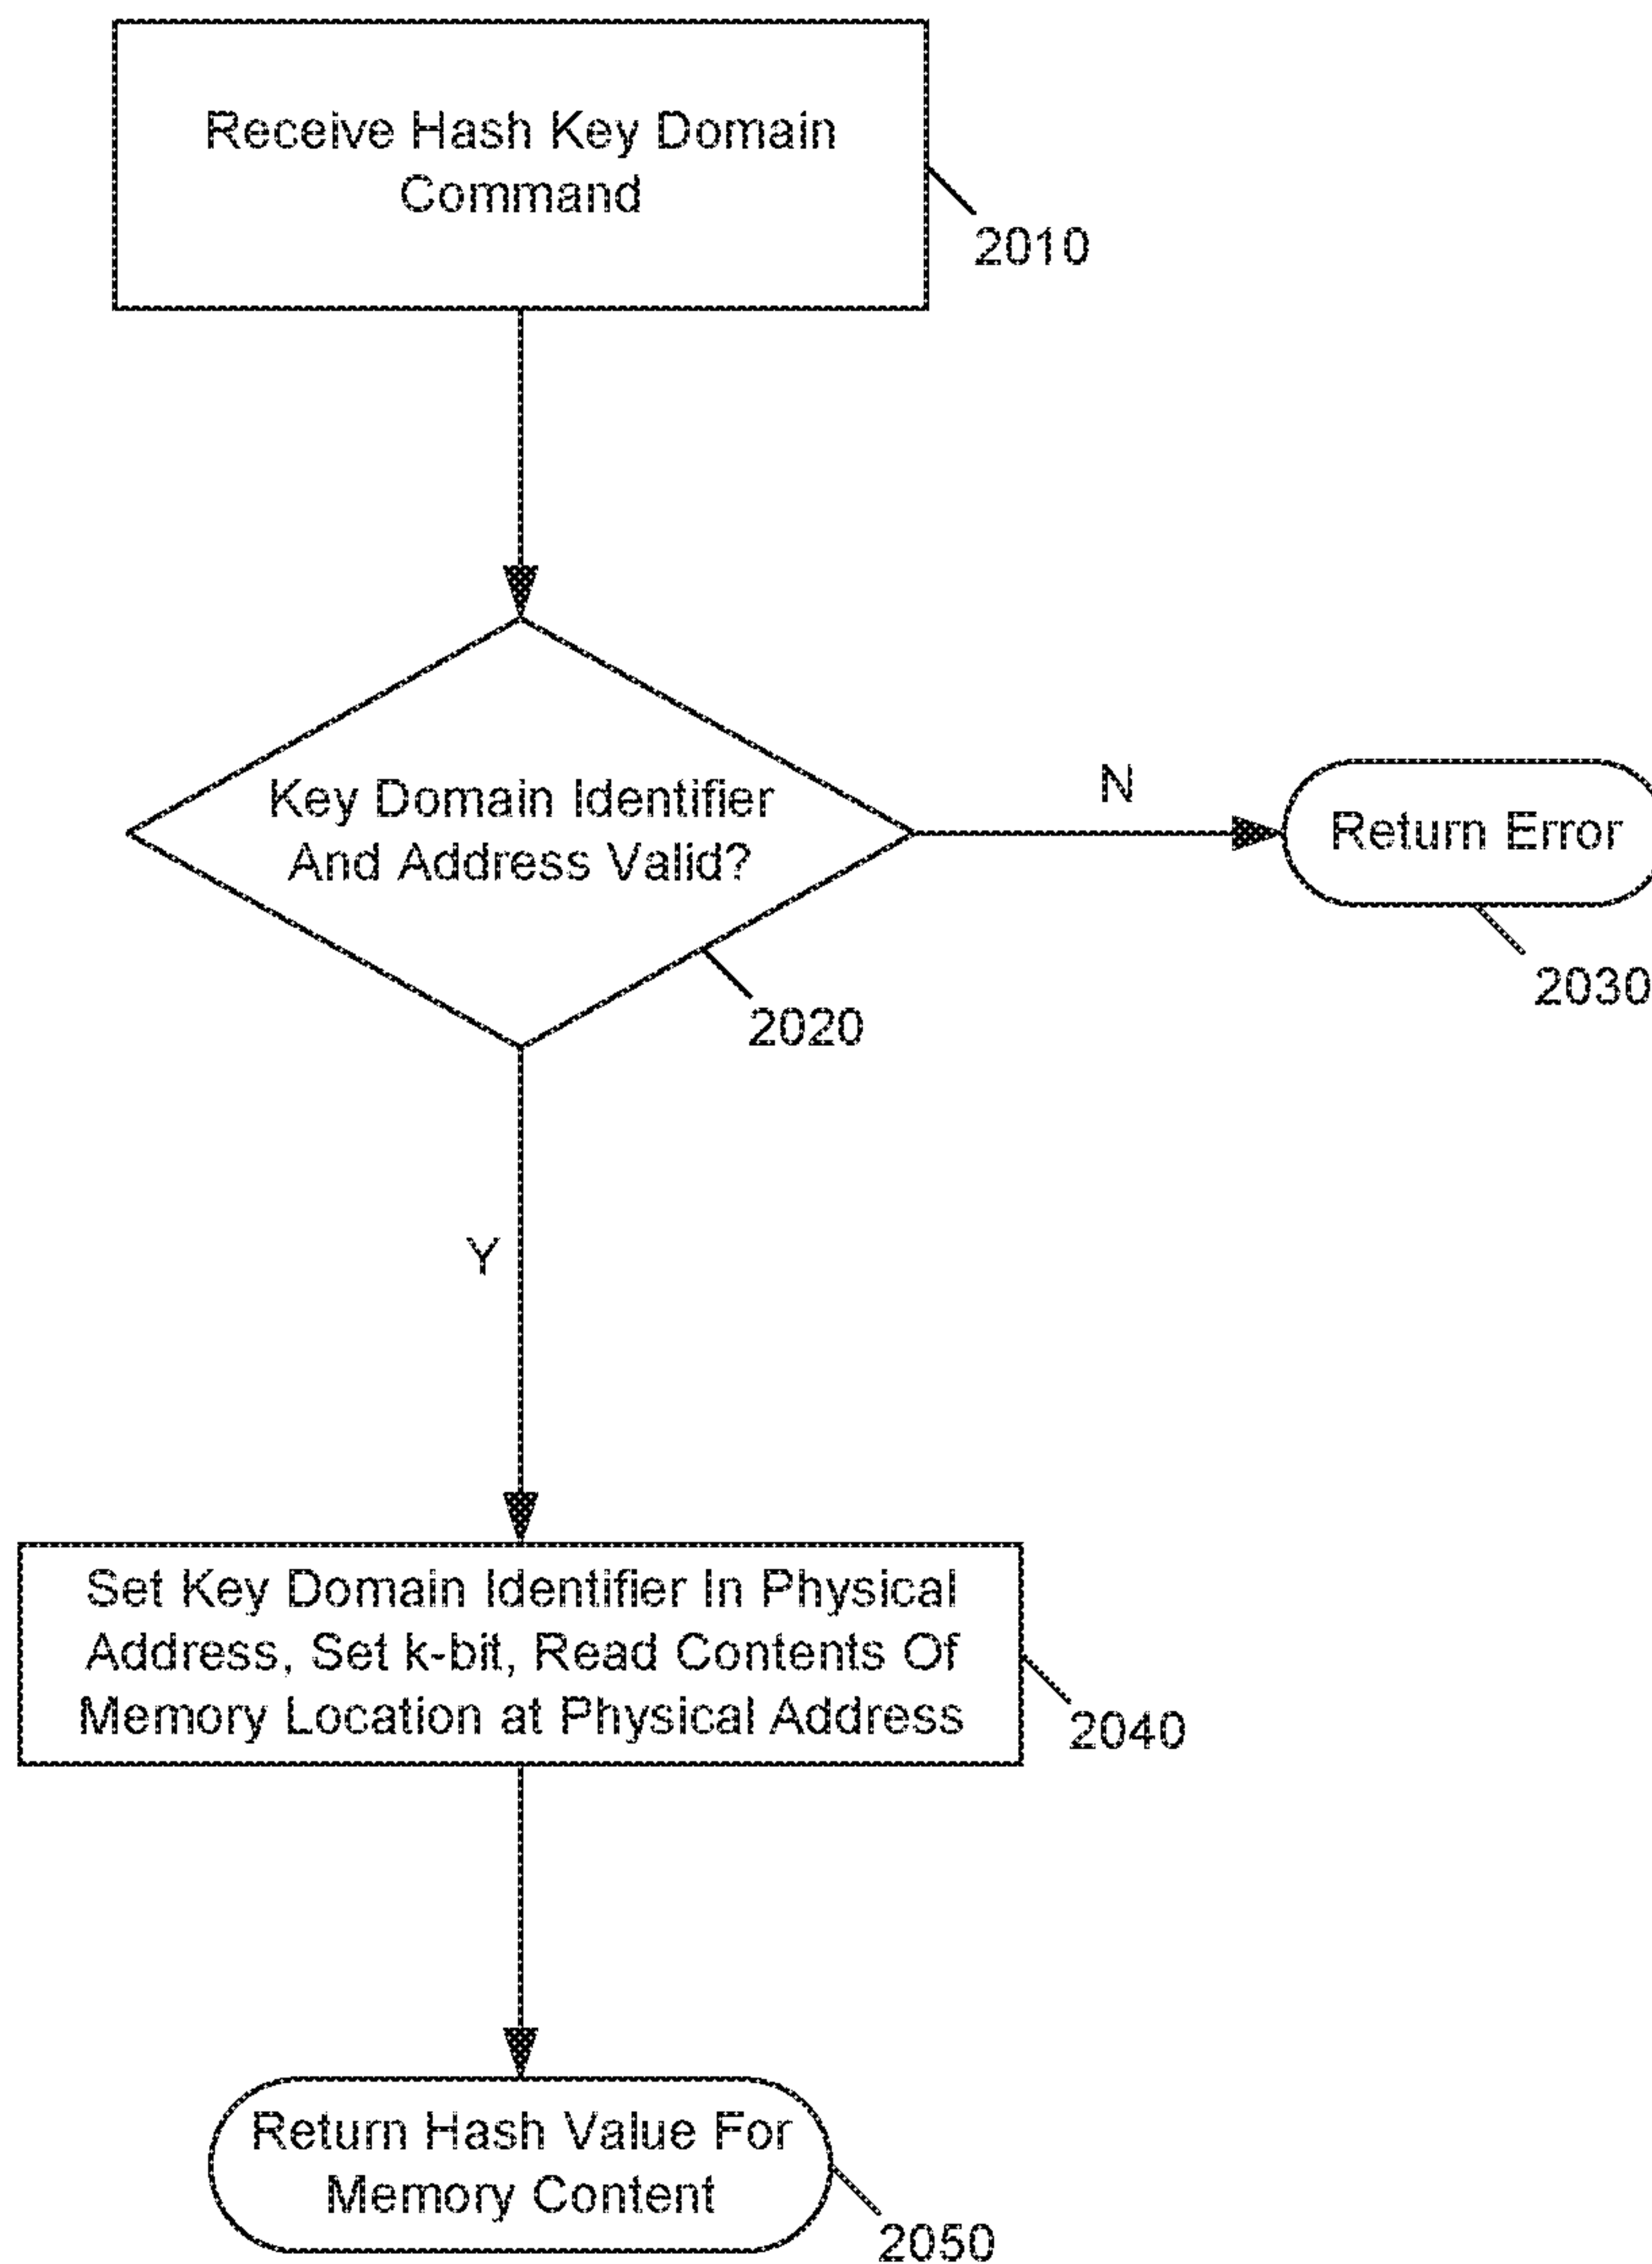 Receive Hash Key Domain
Command
2010
Key Domain Identifier
And Address Valid?
2020
N
Return Error
2030
Y
Set Key Domain Identifier In Physical
Address, Set k-bit, Read Contents Of
Memory Location at Physical Address
2040
Return Hash Value For
Memory Content
2050